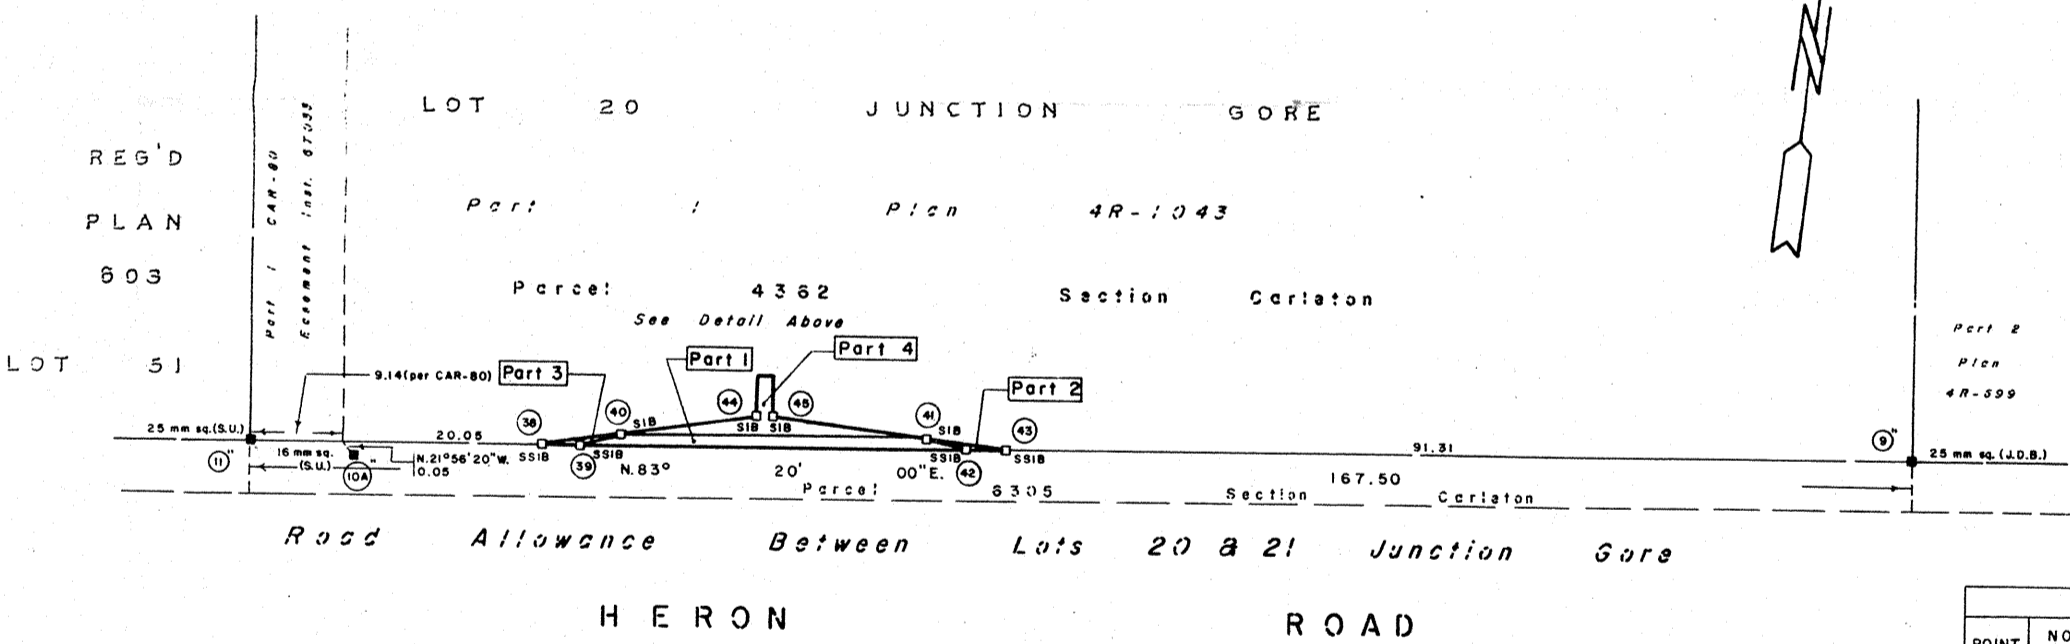 LOT 20 JUNCTION GORE
REG'D
PLAN
603
LOT 51
Part 1 CAR-80
Easement Inst.
Part 1 Plan 4R-1043
Parcel 4362 Section Carleton
See Detail Above
Part 1
Part 4
Part 3
Part 2
9.14 (per CAR-80)
Part 2
Plan
4R-599
38
40
44
45
41
43
SIB
SIB
SIB
SIB
25 mm sq. (S.U.)
20.05
91.31
9"
25 mm sq. (J.D.B.)
11"
16 mm sq.
(S.U.)
10A"
N.21°56'20"W.
0.05
SSIB
39
SSIB
SSIB
42
SSIB
N. 83° 20' 00" E.
167.50
Parcel 6305 Section Carleton
Road Allowance Between Lots 20 & 21 Junction Gore
HERON ROAD
POINT
NO
N